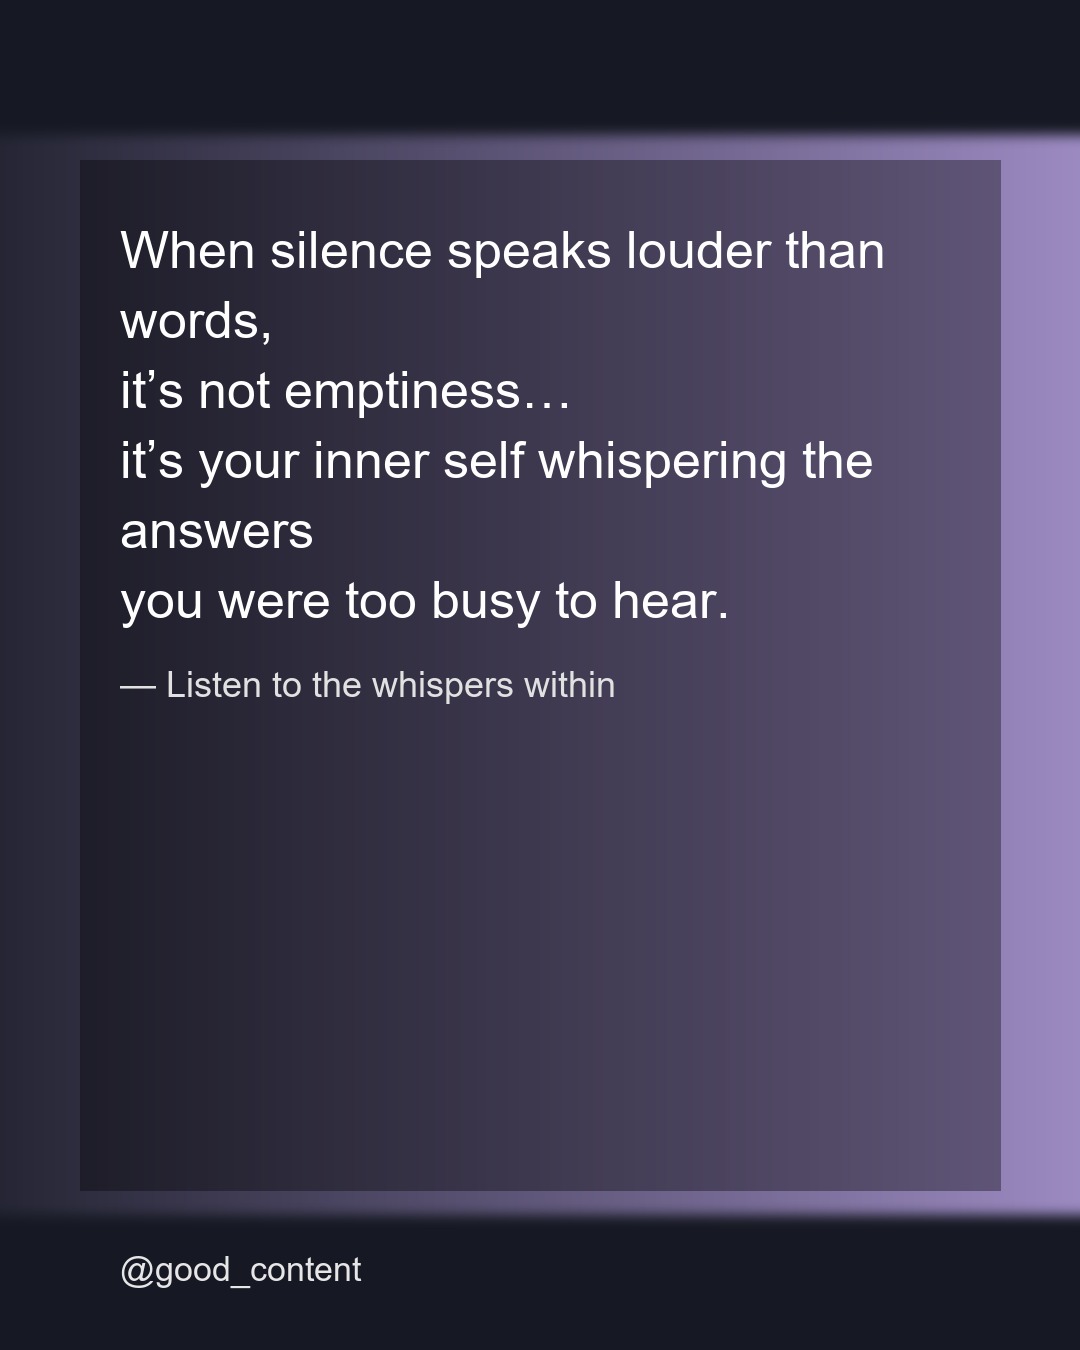 When silence speaks louder than
words,
it’s not emptiness…
it’s your inner self whispering the
answers
you were too busy to hear.
— Listen to the whispers within
@good_content